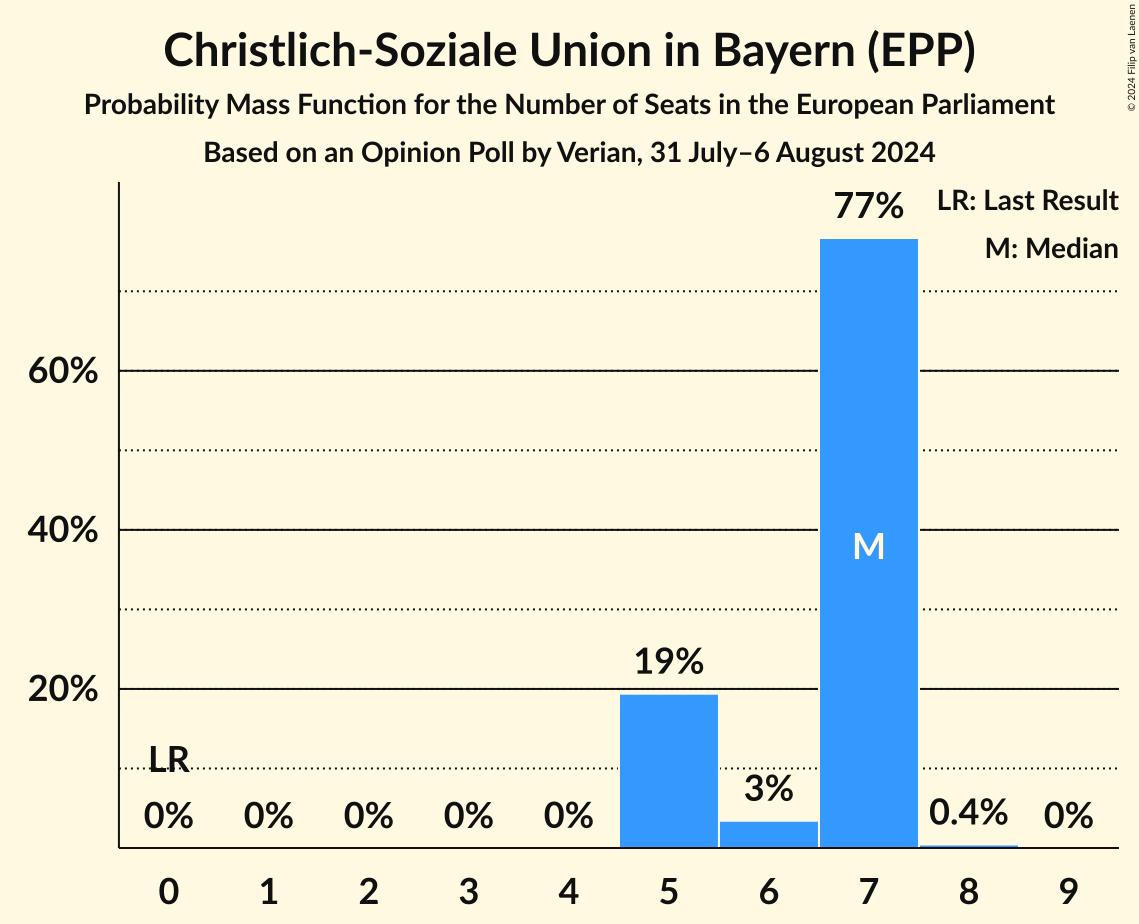 Christlich-Soziale Union in Bayern (EPP)
Probability Mass Function for the Number of Seats in the European Parliament
Based on an Opinion Poll by Verian, 31 July–6 August 2024
© 2024 Filip van Laenen
LR: Last Result
M: Median
77%
60%
40%
M
19%
20%
LR
3%
0% 0% 0% 0% 0% 0.4% 0%
0 1 2 3 4 5 6 7 8 9